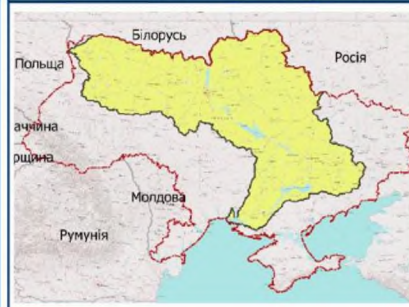 Білорусь
Росія
Польща
аччина
рщина
Молдова
Румунія